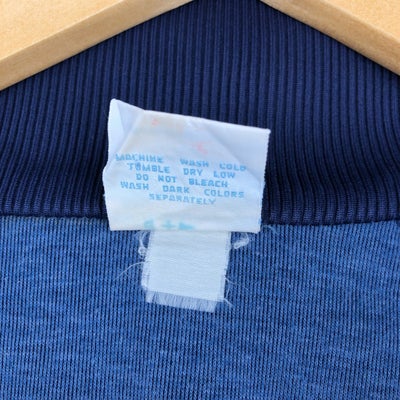 MACHINE WASH COLD
TUMBLE DRY LOW
DO NOT BLEACH
WASH DARK COLORS
SEPARATELY